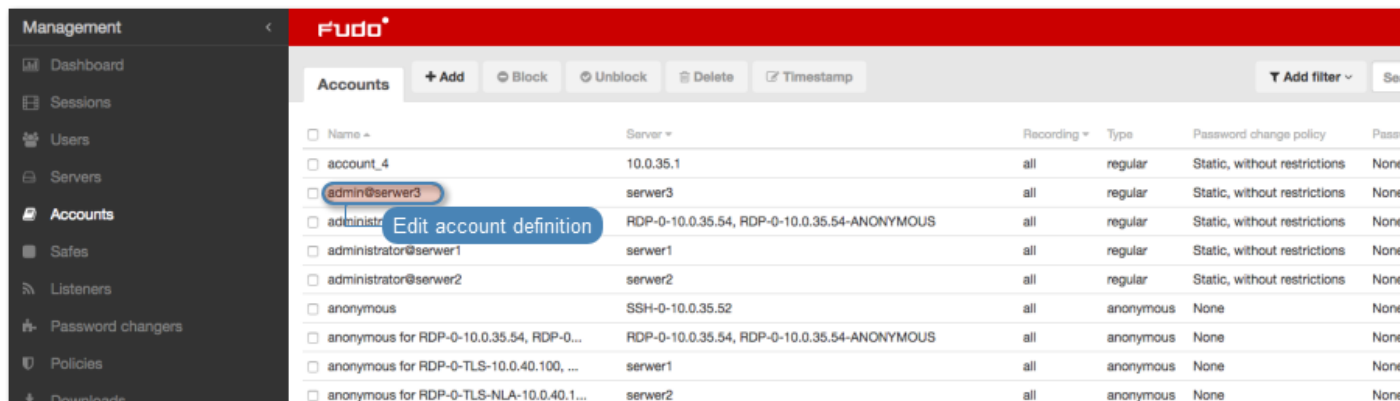 Management
Dashboard
Sessions
Users
Servers
Accounts
Safes
Listeners
Password changers
Policies
Downloads
FUDO
Accounts
+ Add
Block
Unblock
Delete
Timestamp
Add filter
Name Server Recording Type Password change policy
account_4 10.0.35.1 all regular Static, without restrictions None
admin@serwer3 serwer3 all regular Static, without restrictions None
RDP-0-10.0.35.54, RDP-0-10.0.35.54-ANONYMOUS all regular Static, without restrictions None
Edit account definition
administrator@serwer1 serwer1 all regular Static, without restrictions None
administrator@serwer2 serwer2 all regular Static, without restrictions None
anonymous SSH-0-10.0.35.52 all anonymous None None
anonymous for RDP-0-10.0.35.54, RDP-0... RDP-0-10.0.35.54, RDP-0-10.0.35.54-ANONYMOUS all anonymous None None
anonymous for RDP-0-TLS-10.0.40.100, ... serwer1 all anonymous None None
anonymous for RDP-0-TLS-NLA-10.0.40.1... serwer2 all anonymous None None